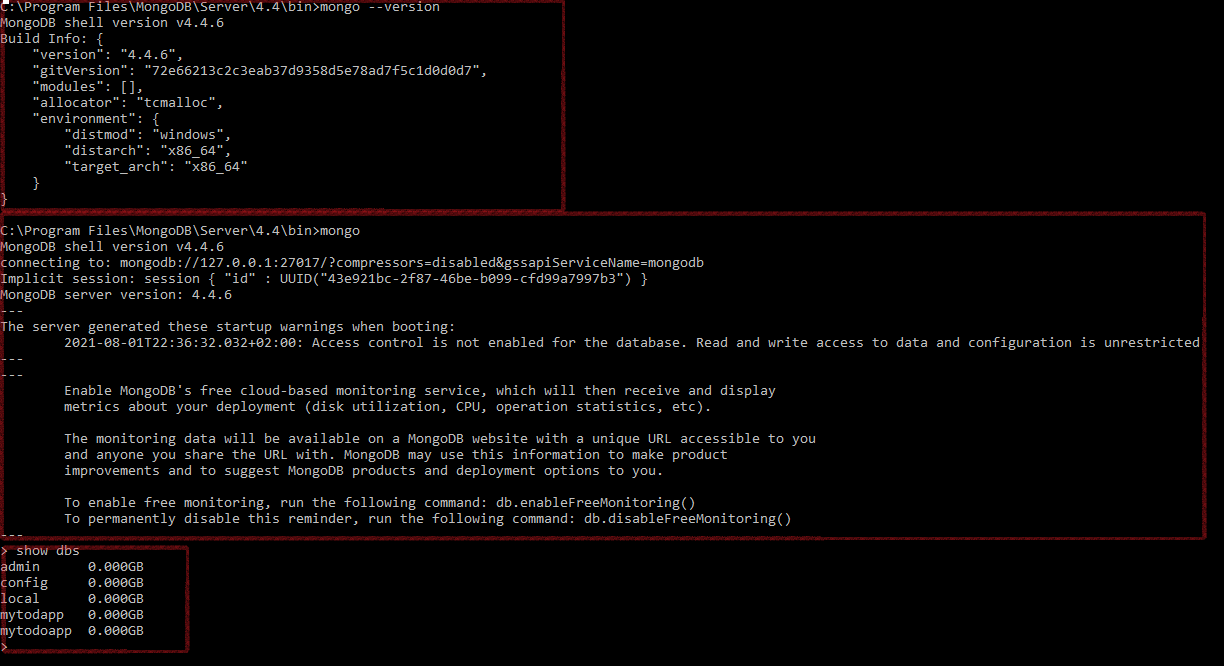 C:\Program Files\MongoDB\Server\4.4\bin>mongo --version
MongoDB shell version v4.4.6
Build Info: {
    "version": "4.4.6",
    "gitVersion": "72e66213c2c3eab37d9358d5e78ad7f5c1d0d0d7",
    "modules": [],
    "allocator": "tcmalloc",
    "environment": {
        "distmod": "windows",
        "distarch": "x86_64",
        "target_arch": "x86_64"
    }
}
C:\Program Files\MongoDB\Server\4.4\bin>mongo
MongoDB shell version v4.4.6
connecting to: mongodb://127.0.0.1:27017/?compressors=disabled&gssapiServiceName=mongodb
Implicit session: session { "id" : UUID("43e921bc-2f87-46be-b099-cfd99a7997b3") }
MongoDB server version: 4.4.6
---
The server generated these startup warnings when booting:
        2021-08-01T22:36:32.032+02:00: Access control is not enabled for the database. Read and write access to data and configuration is unrestricted
---
---
        Enable MongoDB's free cloud-based monitoring service, which will then receive and display
        metrics about your deployment (disk utilization, CPU, operation statistics, etc).
        The monitoring data will be available on a MongoDB website with a unique URL accessible to you
        and anyone you share the URL with. MongoDB may use this information to make product
        improvements and to suggest MongoDB products and deployment options to you.
        To enable free monitoring, run the following command: db.enableFreeMonitoring()
        To permanently disable this reminder, run the following command: db.disableFreeMonitoring()
---
> show dbs
admin      0.000GB
config     0.000GB
local      0.000GB
mytodapp   0.000GB
mytodoapp  0.000GB
>